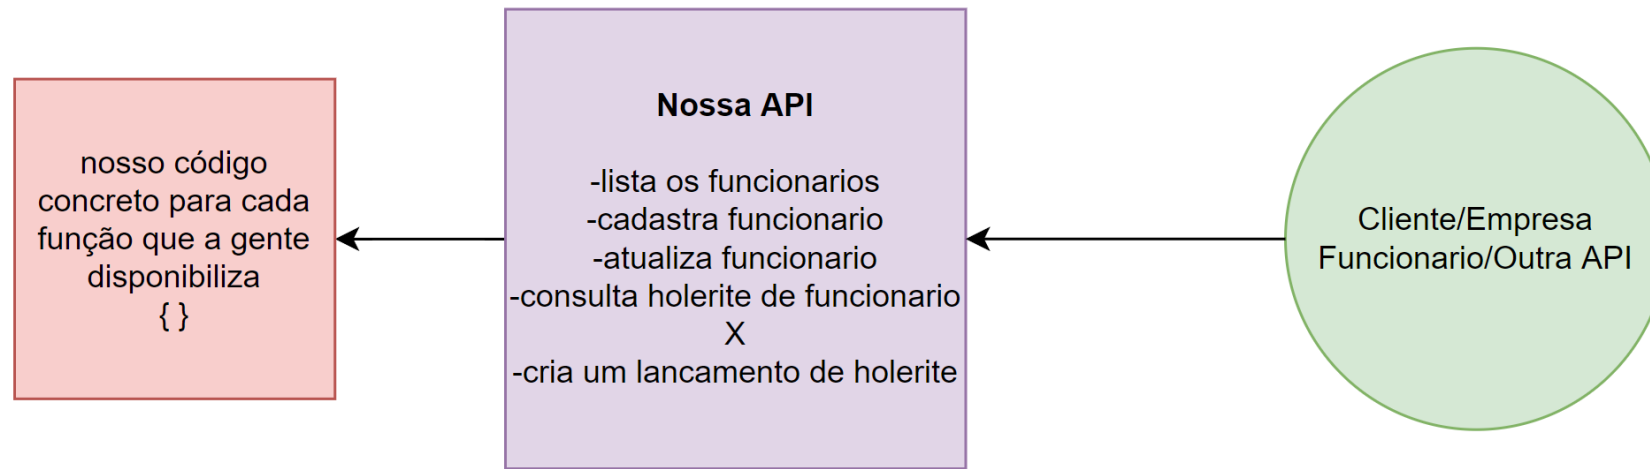 nosso código
concreto para cada
função que a gente
disponibiliza
{ }
Nossa API
-lista os funcionarios
-cadastra funcionario
-atualiza funcionario
-consulta holerite de funcionario
X
-cria um lancamento de holerite
Cliente/Empresa
Funcionario/Outra API